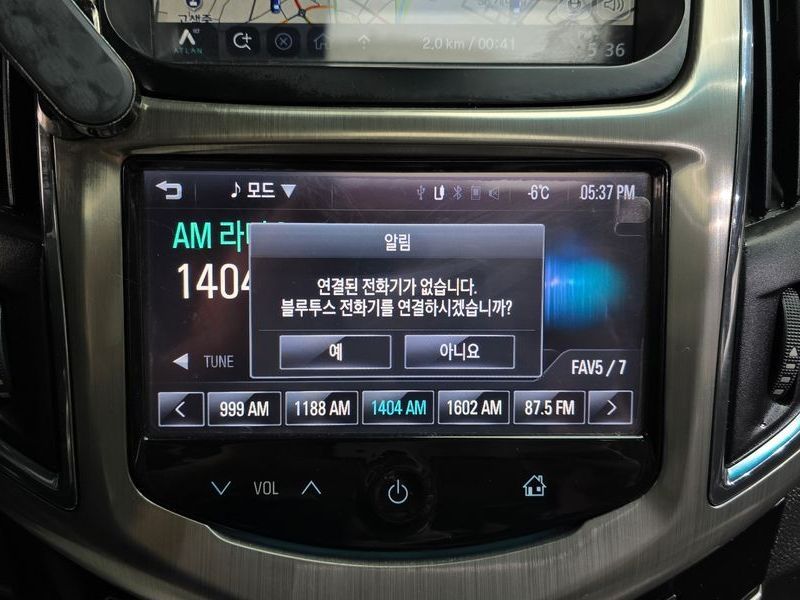 고색중
ATLAN
2.0 km / 00:41
5:36
모드
-6℃
05:37 PM
AM 라
알림
1404
연결된 전화기가 없습니다.
블루투스 전화기를 연결하시겠습니까?
예
아니요
TUNE
FAV5 / 7
999 AM
1188 AM
1404 AM
1602 AM
87.5 FM
VOL